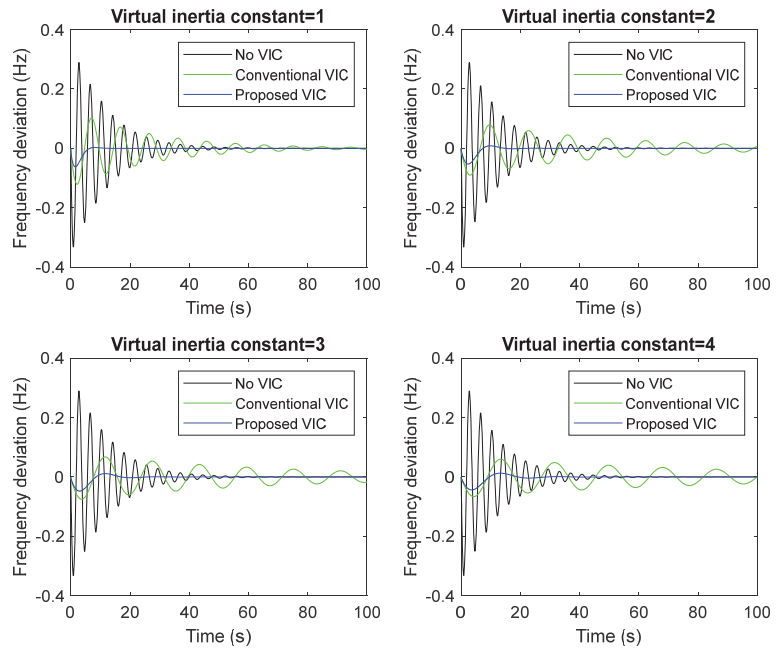 Virtual inertia constant=1
Frequency deviation (Hz)
0.4
0.2
0
-0.2
-0.4
No VIC
Conventional VIC
Proposed VIC
0 20 40 60 80 100
Time (s)
Virtual inertia constant=2
Frequency deviation (Hz)
0.4
0.2
0
-0.2
-0.4
No VIC
Conventional VIC
Proposed VIC
0 20 40 60 80 100
Time (s)
Virtual inertia constant=3
Frequency deviation (Hz)
0.4
0.2
0
-0.2
-0.4
No VIC
Conventional VIC
Proposed VIC
0 20 40 60 80 100
Time (s)
Virtual inertia constant=4
Frequency deviation (Hz)
0.4
0.2
0
-0.2
-0.4
No VIC
Conventional VIC
Proposed VIC
0 20 40 60 80 100
Time (s)